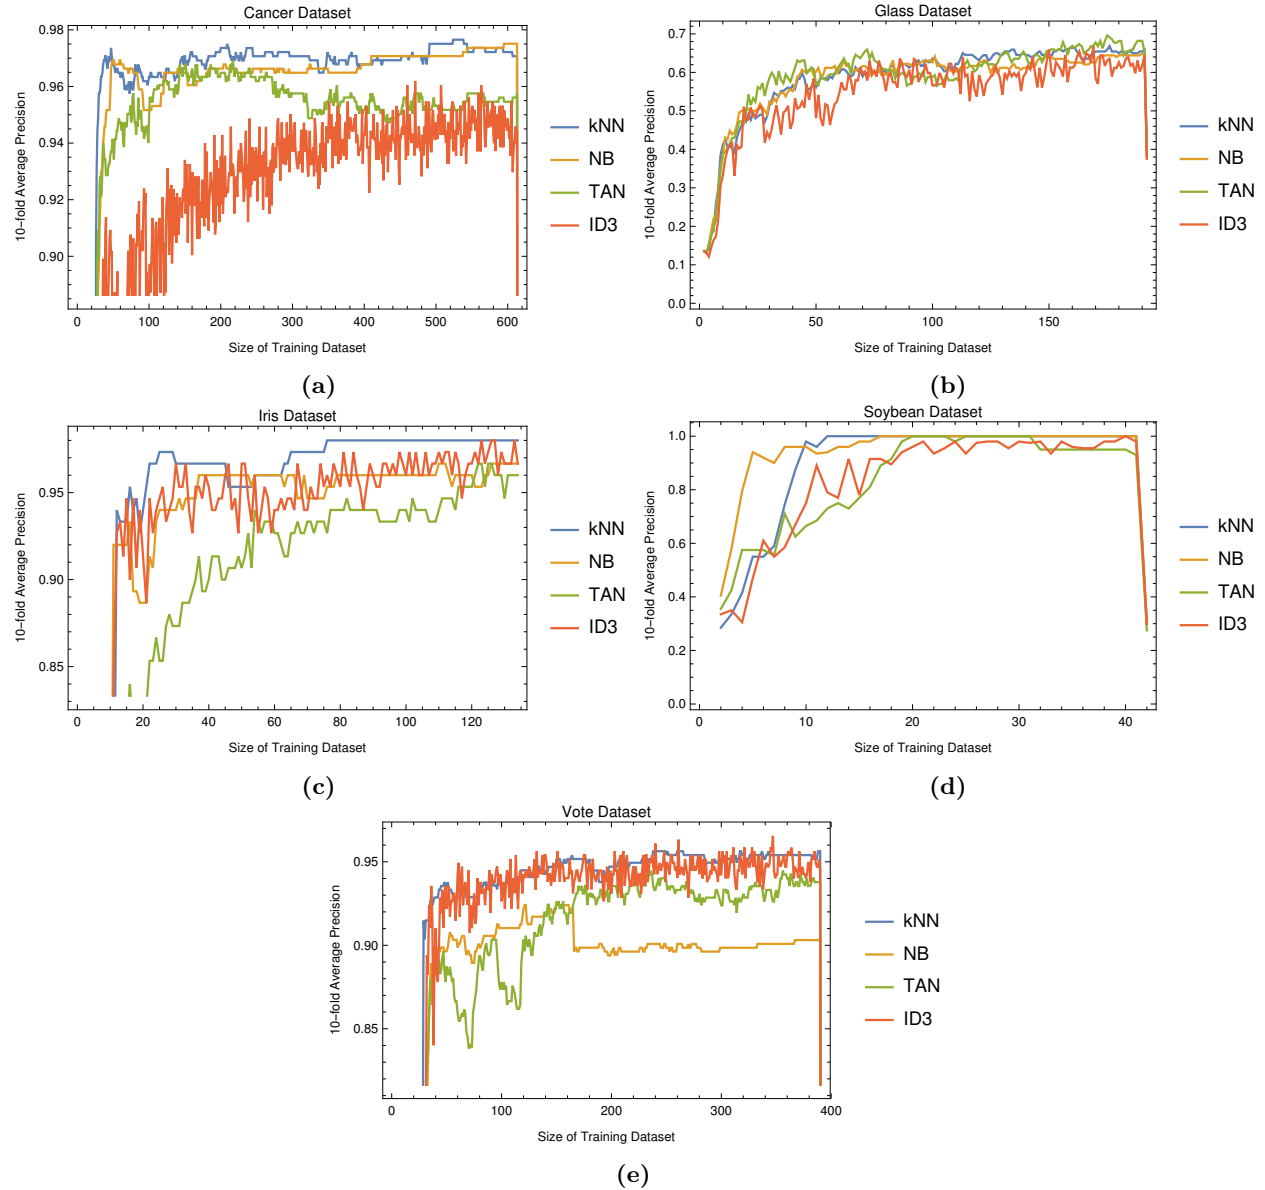 Cancer Dataset
0.98
0.96
0.94
0.92
0.90
10−fold Average Precision
0 100 200 300 400 500 600
Size of Training Dataset
kNN
NB
TAN
ID3
(a)
Glass Dataset
0.7
0.6
0.5
0.4
0.3
0.2
0.1
0.0
10−fold Average Precision
0 50 100 150
Size of Training Dataset
kNN
NB
TAN
ID3
(b)
Iris Dataset
0.95
0.90
0.85
10−fold Average Precision
0 20 40 60 80 100 120
Size of Training Dataset
kNN
NB
TAN
ID3
(c)
Soybean Dataset
1.0
0.8
0.6
0.4
0.2
0.0
10−fold Average Precision
0 10 20 30 40
Size of Training Dataset
kNN
NB
TAN
ID3
(d)
Vote Dataset
0.95
0.90
0.85
10−fold Average Precision
0 100 200 300 400
Size of Training Dataset
kNN
NB
TAN
ID3
(e)